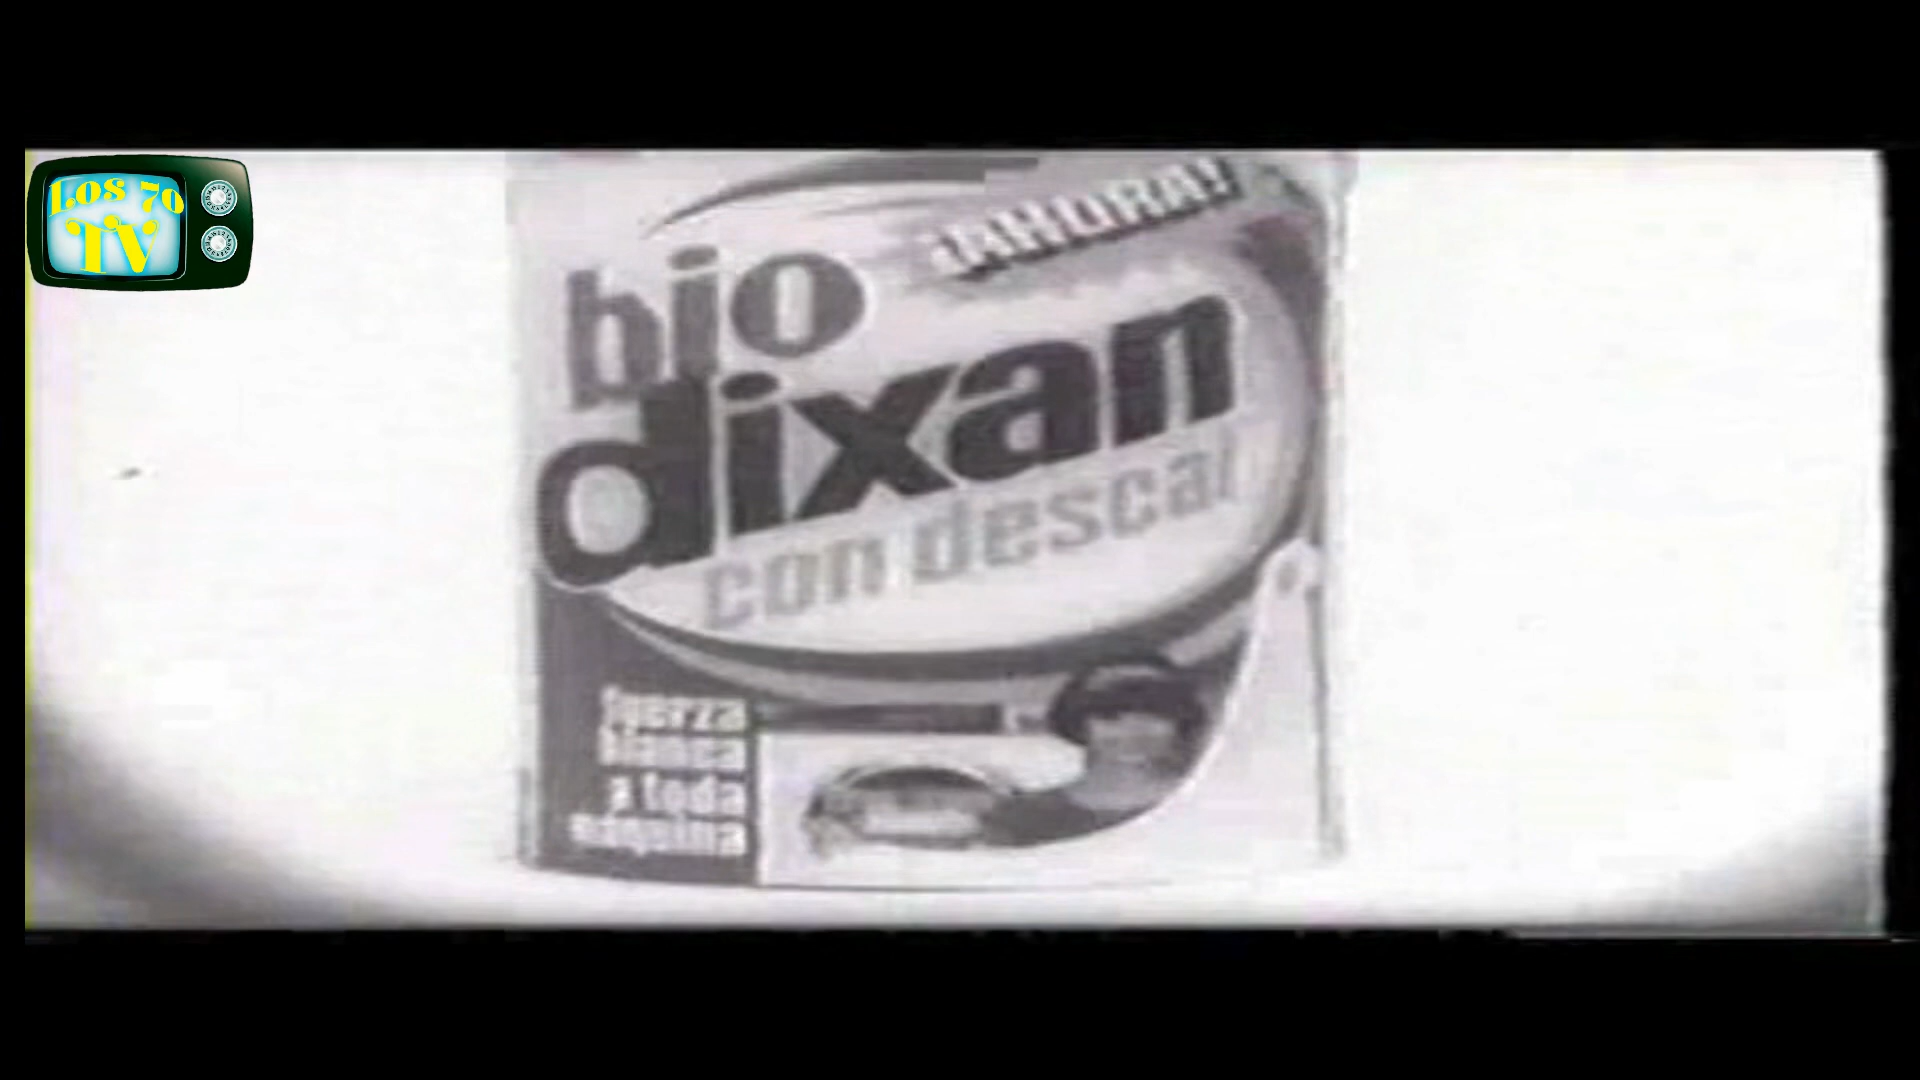 Los 70
TV
¡AHORA!
bio
dixan
con descal
fuerza
blanca
a toda
máquina